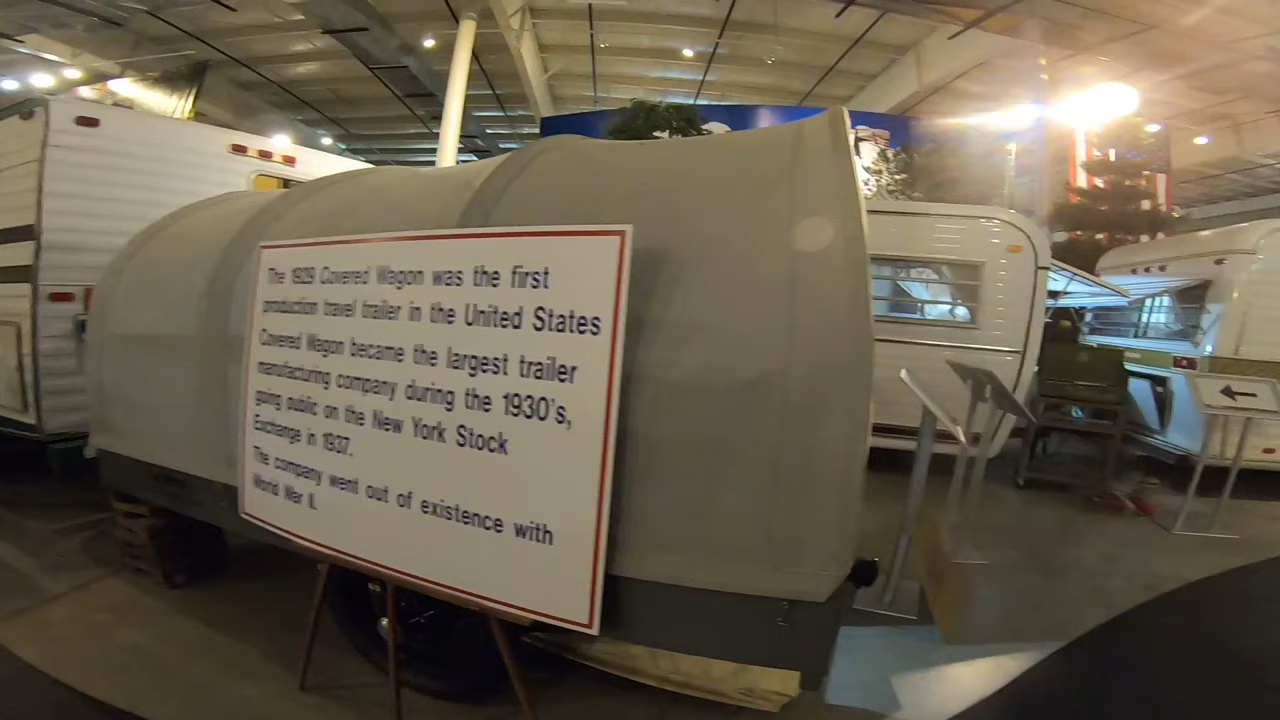 The 1929 Covered Wagon was the first
production travel trailer in the United States
Covered Wagon became the largest trailer
manufacturing company during the 1930's,
going public on the New York Stock
Exchange in 1937.
The company went out of existence with
World War II.